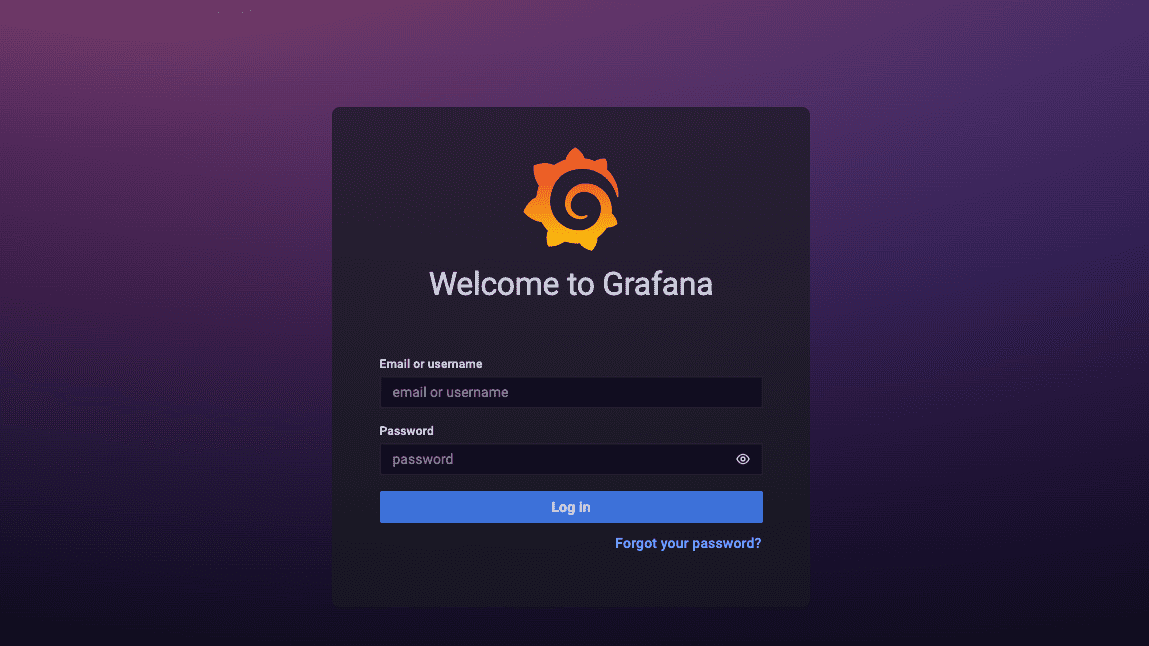 Welcome to Grafana
Email or username
email or username
Password
password
Log in
Forgot your password?